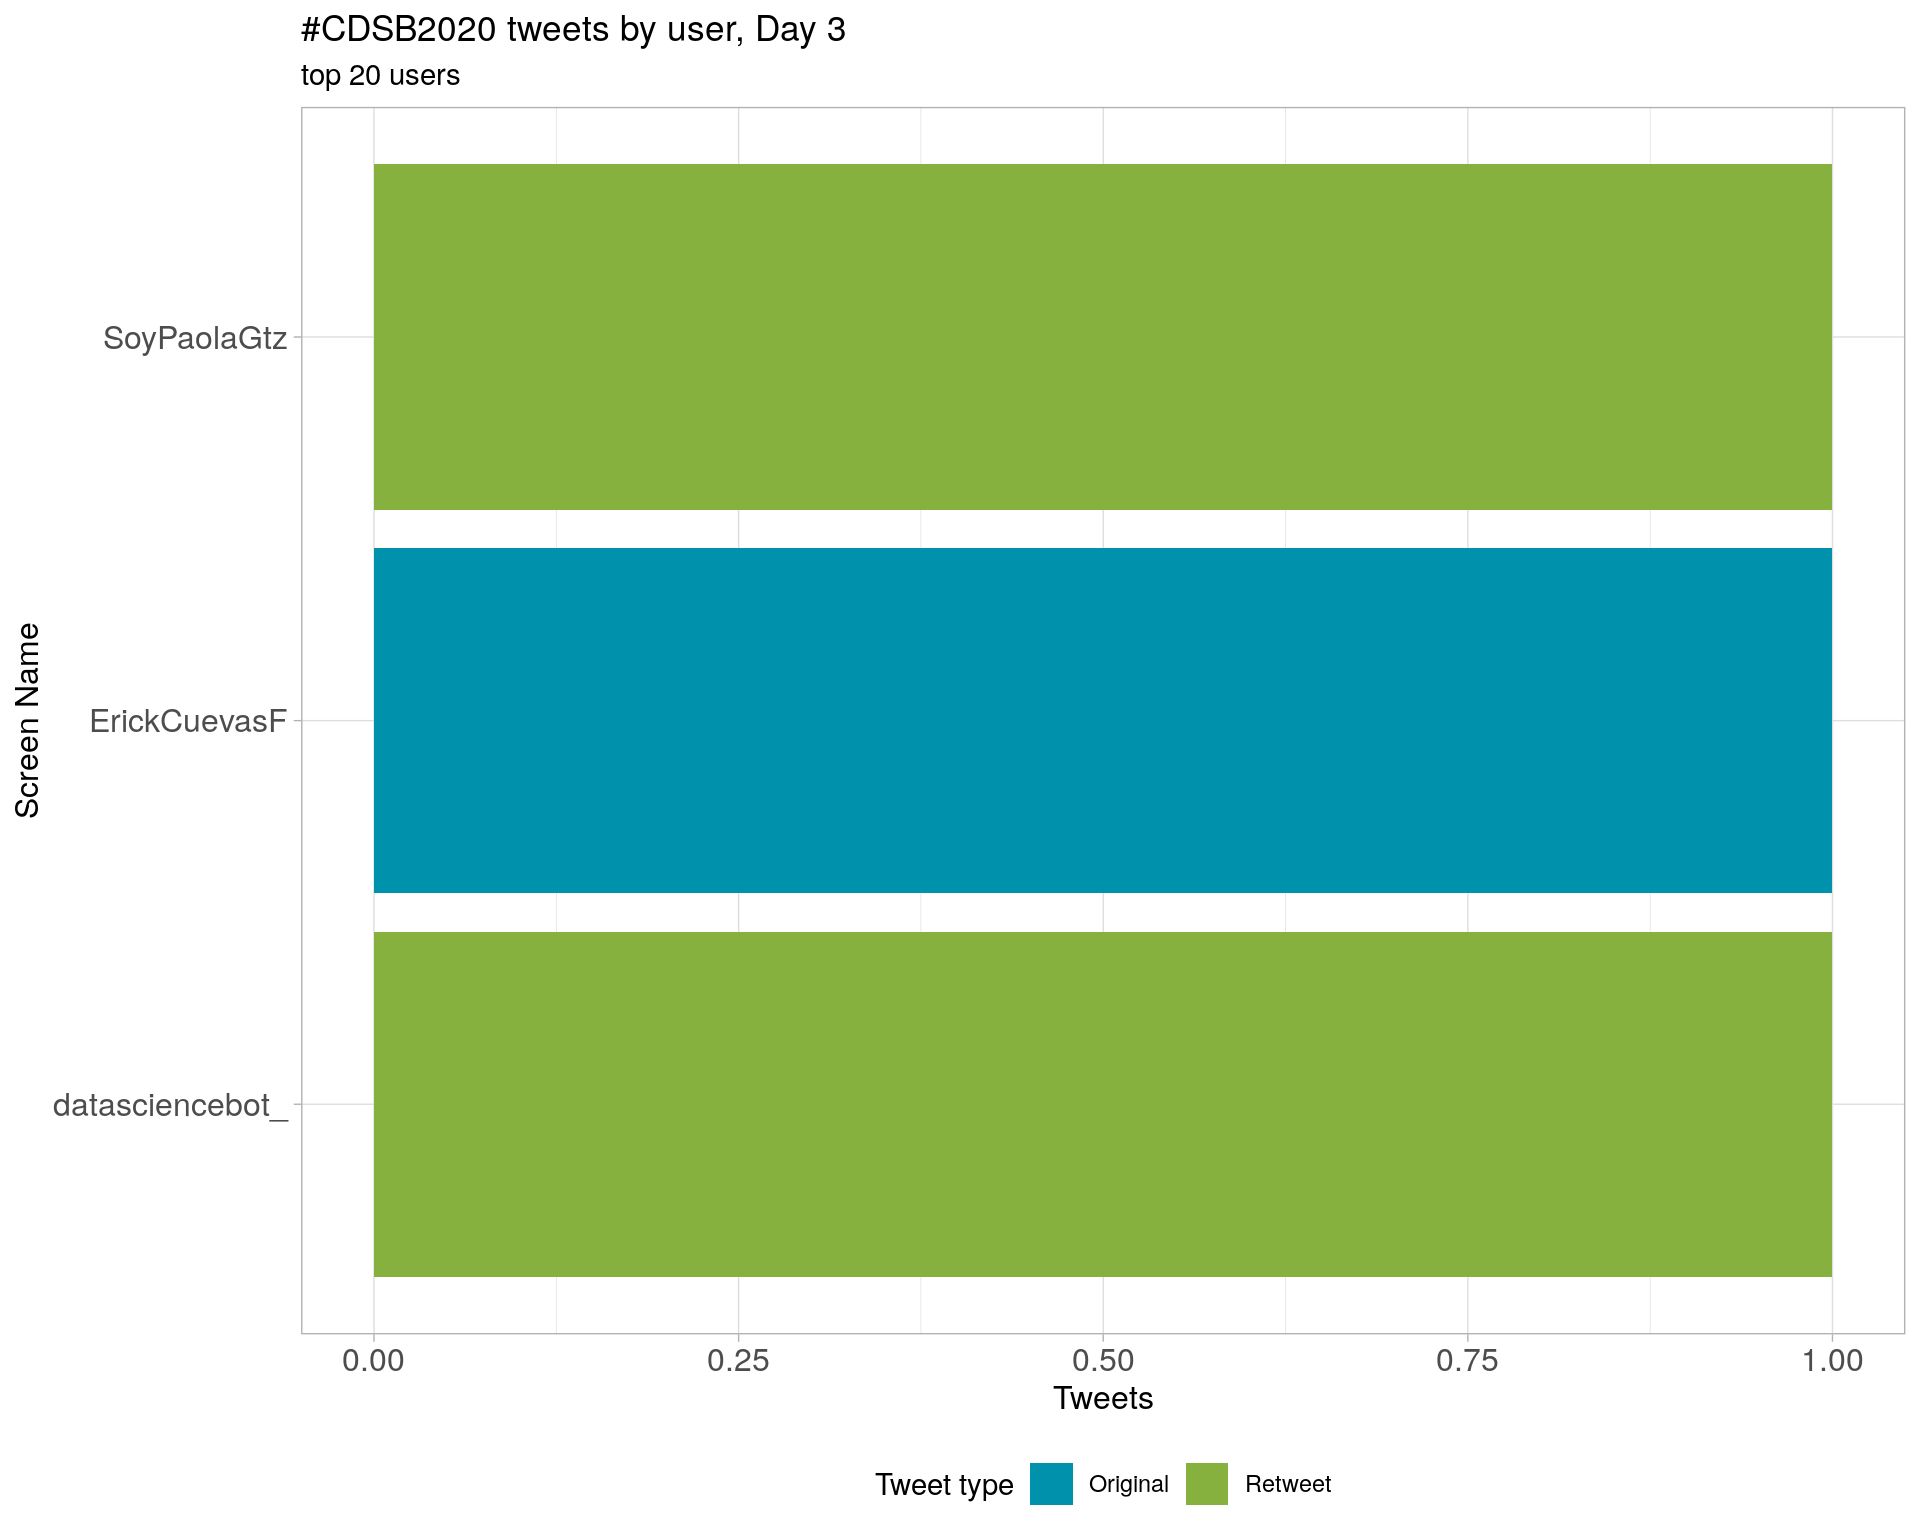 #CDSB2020 tweets by user, Day 3
top 20 users
Screen Name
SoyPaolaGtz
ErickCuevasF
datasciencebot_
0.00 0.25 0.50 0.75 1.00
Tweets
Tweet type Original Retweet